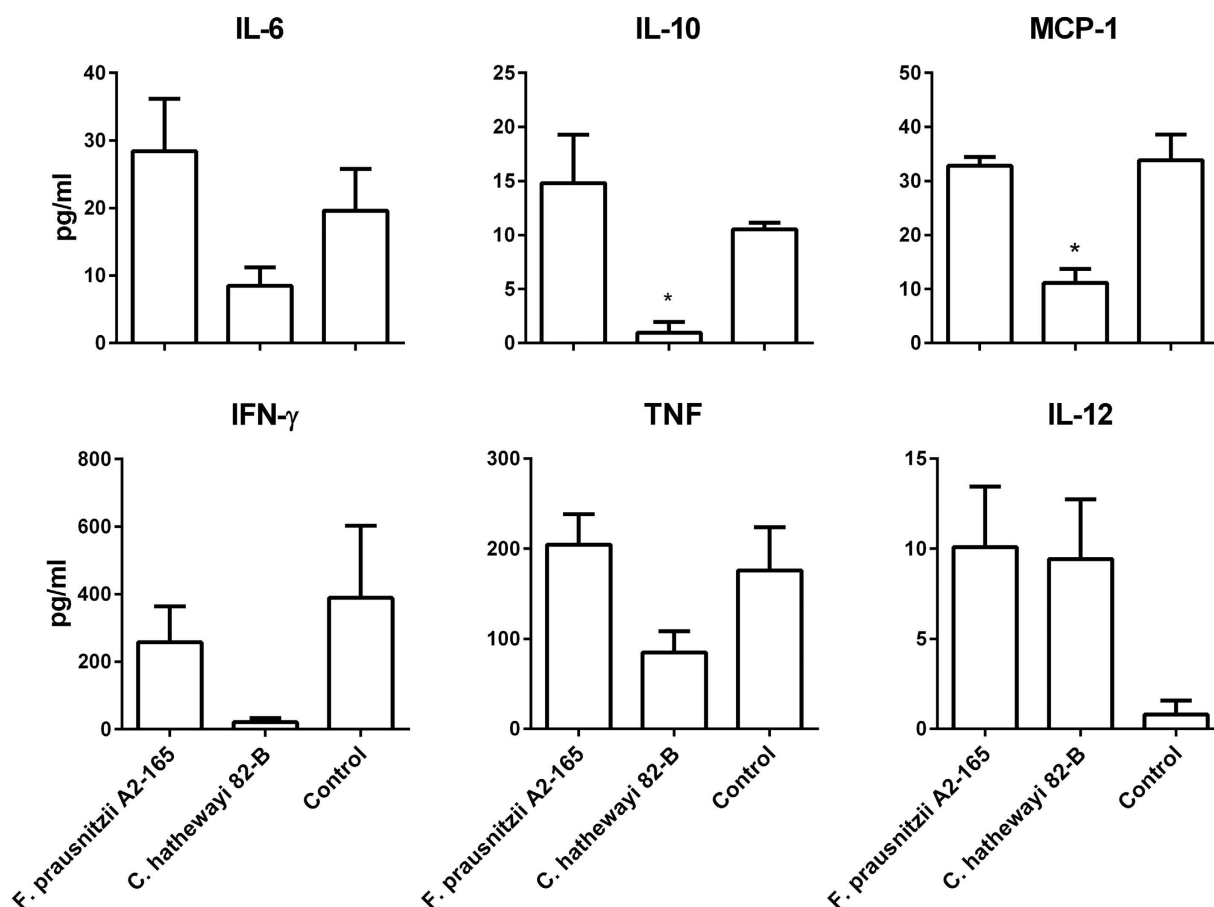 IL-6
IL-10
MCP-1
pg/ml
40
30
20
10
0
25
20
15
10
5
0
*
50
40
30
20
10
0
*
IFN-γ
TNF
IL-12
pg/ml
800
600
400
200
0
300
200
100
0
15
10
5
0
F. prausnitzii A2-165
C. hathewayi 82-B
Control
F. prausnitzii A2-165
C. hathewayi 82-B
Control
F. prausnitzii A2-165
C. hathewayi 82-B
Control